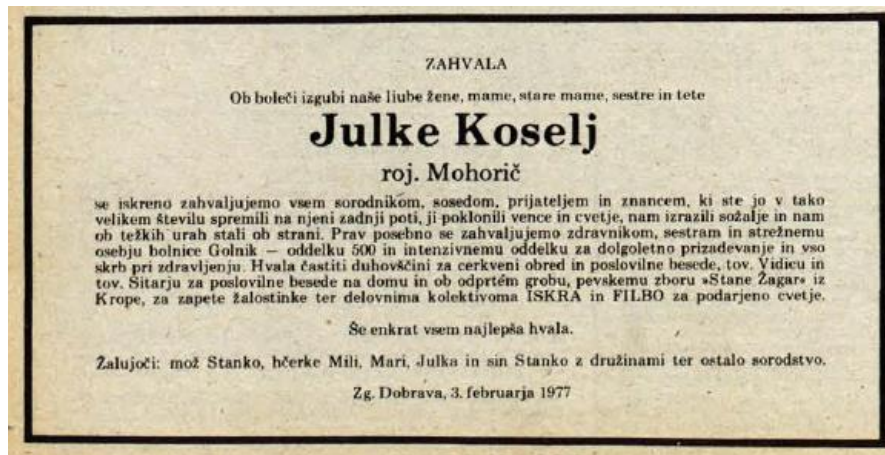 ZAHVALA
Ob boleči izgubi naše ljube žene, mame, stare mame, sestre in tete
Julke Koselj
roj. Mohorič
se iskreno zahvaljujemo vsem sorodnikom, sosedom, prijateljem in znancem, ki ste jo v tako
velikem številu spremili na njeni zadnji poti, ji poklonili vence in cvetje, nam izrazili sožalje in nam
ob težkih urah stali ob strani. Prav posebno se zahvaljujemo zdravnikom, sestram in strežnemu
osebju bolnice Golnik — oddelku 500 in intenzivnemu oddelku za dolgoletno prizadevanje in vso
skrb pri zdravljenju. Hvala častiti duhovščini za cerkveni obred in poslovilne besede, tov. Vidicu in
tov. Sitarju za poslovilne besede na domu in ob odprtem grobu, pevskemu zboru »Stane Žagar« iz
Krope, za zapete žalostinke ter delovnima kolektivoma ISKRA in FILBO za podarjeno cvetje.
Še enkrat vsem najlepša hvala.
Žalujoči: mož Stanko, hčerke Mili, Mari, Julka in sin Stanko z družinami ter ostalo sorodstvo.
Zg. Dobrava, 3. februarja 1977